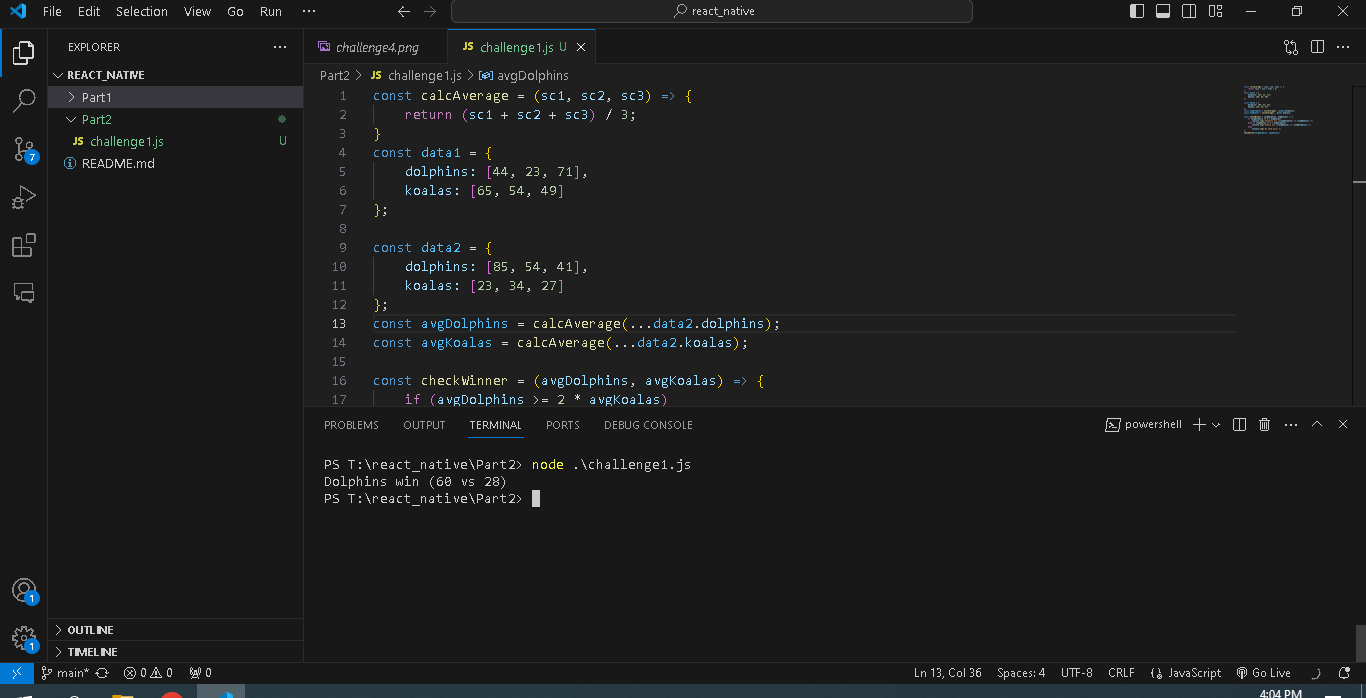 File Edit Selection View Go Run ··· react_native
EXPLORER ···
REACT_NATIVE
Part1
Part2
JS challenge1.js U
README.md
OUTLINE
TIMELINE
challenge4.png JS challenge1.js U
Part2 > JS challenge1.js > avgDolphins
1 const calcAverage = (sc1, sc2, sc3) => {
2 return (sc1 + sc2 + sc3) / 3;
3 }
4 const data1 = {
5 dolphins: [44, 23, 71],
6 koalas: [65, 54, 49]
7 };
8
9 const data2 = {
10 dolphins: [85, 54, 41],
11 koalas: [23, 34, 27]
12 };
13 const avgDolphins = calcAverage(...data2.dolphins);
14 const avgKoalas = calcAverage(...data2.koalas);
15
16 const checkWinner = (avgDolphins, avgKoalas) => {
17 if (avgDolphins >= 2 * avgKoalas)
PROBLEMS OUTPUT TERMINAL PORTS DEBUG CONSOLE powershell
PS T:\react_native\Part2> node .\challenge1.js
Dolphins win (60 vs 28)
PS T:\react_native\Part2>
7
1
1
main* 0 0 0 Ln 13, Col 36 Spaces: 4 UTF-8 CRLF {} JavaScript Go Live
4:04 PM